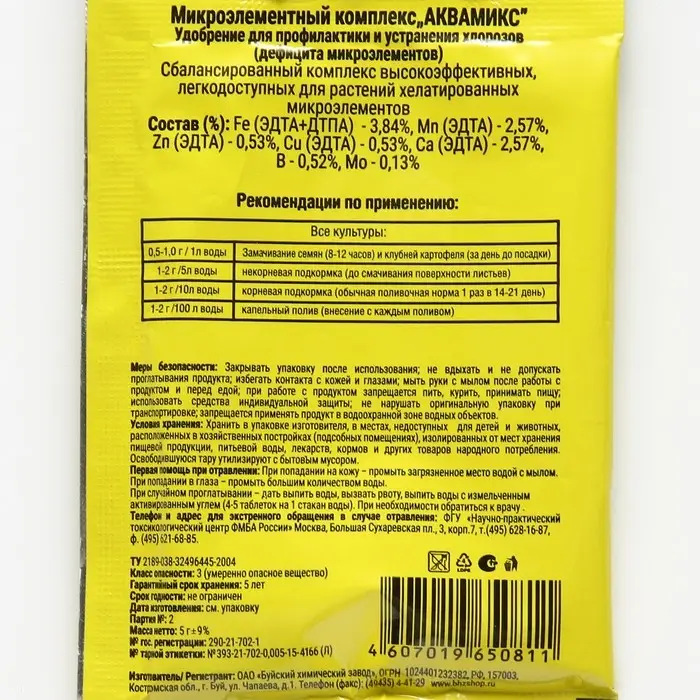 Микроэлементный комплекс „АКВАМИКС"
Удобрение для профилактики и устранения хлорозов
(дефицита микроэлементов)
Сбалансированный комплекс высокоэффективных,
легкодоступных для растений хелатированных
микроэлементов
Состав (%): Fe (ЭДТА+ДТПА) - 3,84%, Mn (ЭДТА) - 2,57%,
Zn (ЭДТА) - 0,53%, Cu (ЭДТА) - 0,53%, Ca (ЭДТА) - 2,57%,
B - 0,52%, Mo - 0,13%
Рекомендации по применению:
Все культуры:
0,5-1,0 г / 1л воды Замачивание семян (8-12 часов) и клубней картофеля (за день до посадки)
1-2 г /5л воды некорневая подкормка (до смачивания поверхности листьев)
1-2 г /10л воды корневая подкормка (обычная поливочная норма 1 раз в 14-21 день)
1-2 г /100 л воды капельный полив (внесение с каждым поливом)
Меры безопасности: Закрывать упаковку после использования; не вдыхать и не допускать
проглатывания продукта; избегать контакта с кожей и глазами; мыть руки с мылом после работы с
продуктом и перед едой; при работе с продуктом запрещается пить, курить, принимать пищу;
использовать средства индивидуальной защиты; не нарушать оригинальную упаковку при
транспортировке; запрещается применять продукт в водоохранной зоне водных объектов.
Условия хранения: Хранить в упаковке изготовителя, в местах, недоступных для детей и животных,
расположенных в хозяйственных постройках (подсобных помещениях), изолированных от мест хранения
пищевой продукции, питьевой воды, лекарств, кормов и других товаров народного потребления.
Освободившуюся тару утилизируют с бытовым мусором.
Первая помощь при отравлении: При попадании на кожу – промыть загрязненное место водой с мылом.
При попадании в глаза – промыть большим количеством воды.
При случайном проглатывании – дать выпить воды, вызвать рвоту, выпить воды с измельченным
активированным углем (4-5 таблеток на 1 стакан воды). При необходимости обратиться к врачу .
Телефон и адрес для экстренного обращения в случае отравления: ФГУ «Научно-практический
токсикологический центр ФМБА России» Москва, Большая Сухаревская пл., 3, корп.7, т.(495) 628-16-87,
ф. (495) 621-68-85.
ТУ 2189-038-32496445-2004
Класс опасности: 3 (умеренно опасное вещество)
Гарантийный срок хранения: 5 лет
Срок годности: не ограничен
Дата изготовления: см. упаковку
Партия №: 2
Масса нетто: 5 г±9%
№ гос. регистрации: 290-21-702-1
№ тарной этикетки: №393-21-702-0,005-15-4166 (Л)
LDPE
4 607019 650811
Изготовитель/ Регистрант: ОАО «Буйский химический завод», ОГРН 1024401232382, РФ, 157003,
Костромская обл., г. Буй, ул. Чапаева, д.1. Телефон (факс): (49435) 4-41-29 www.bhzshop.ru